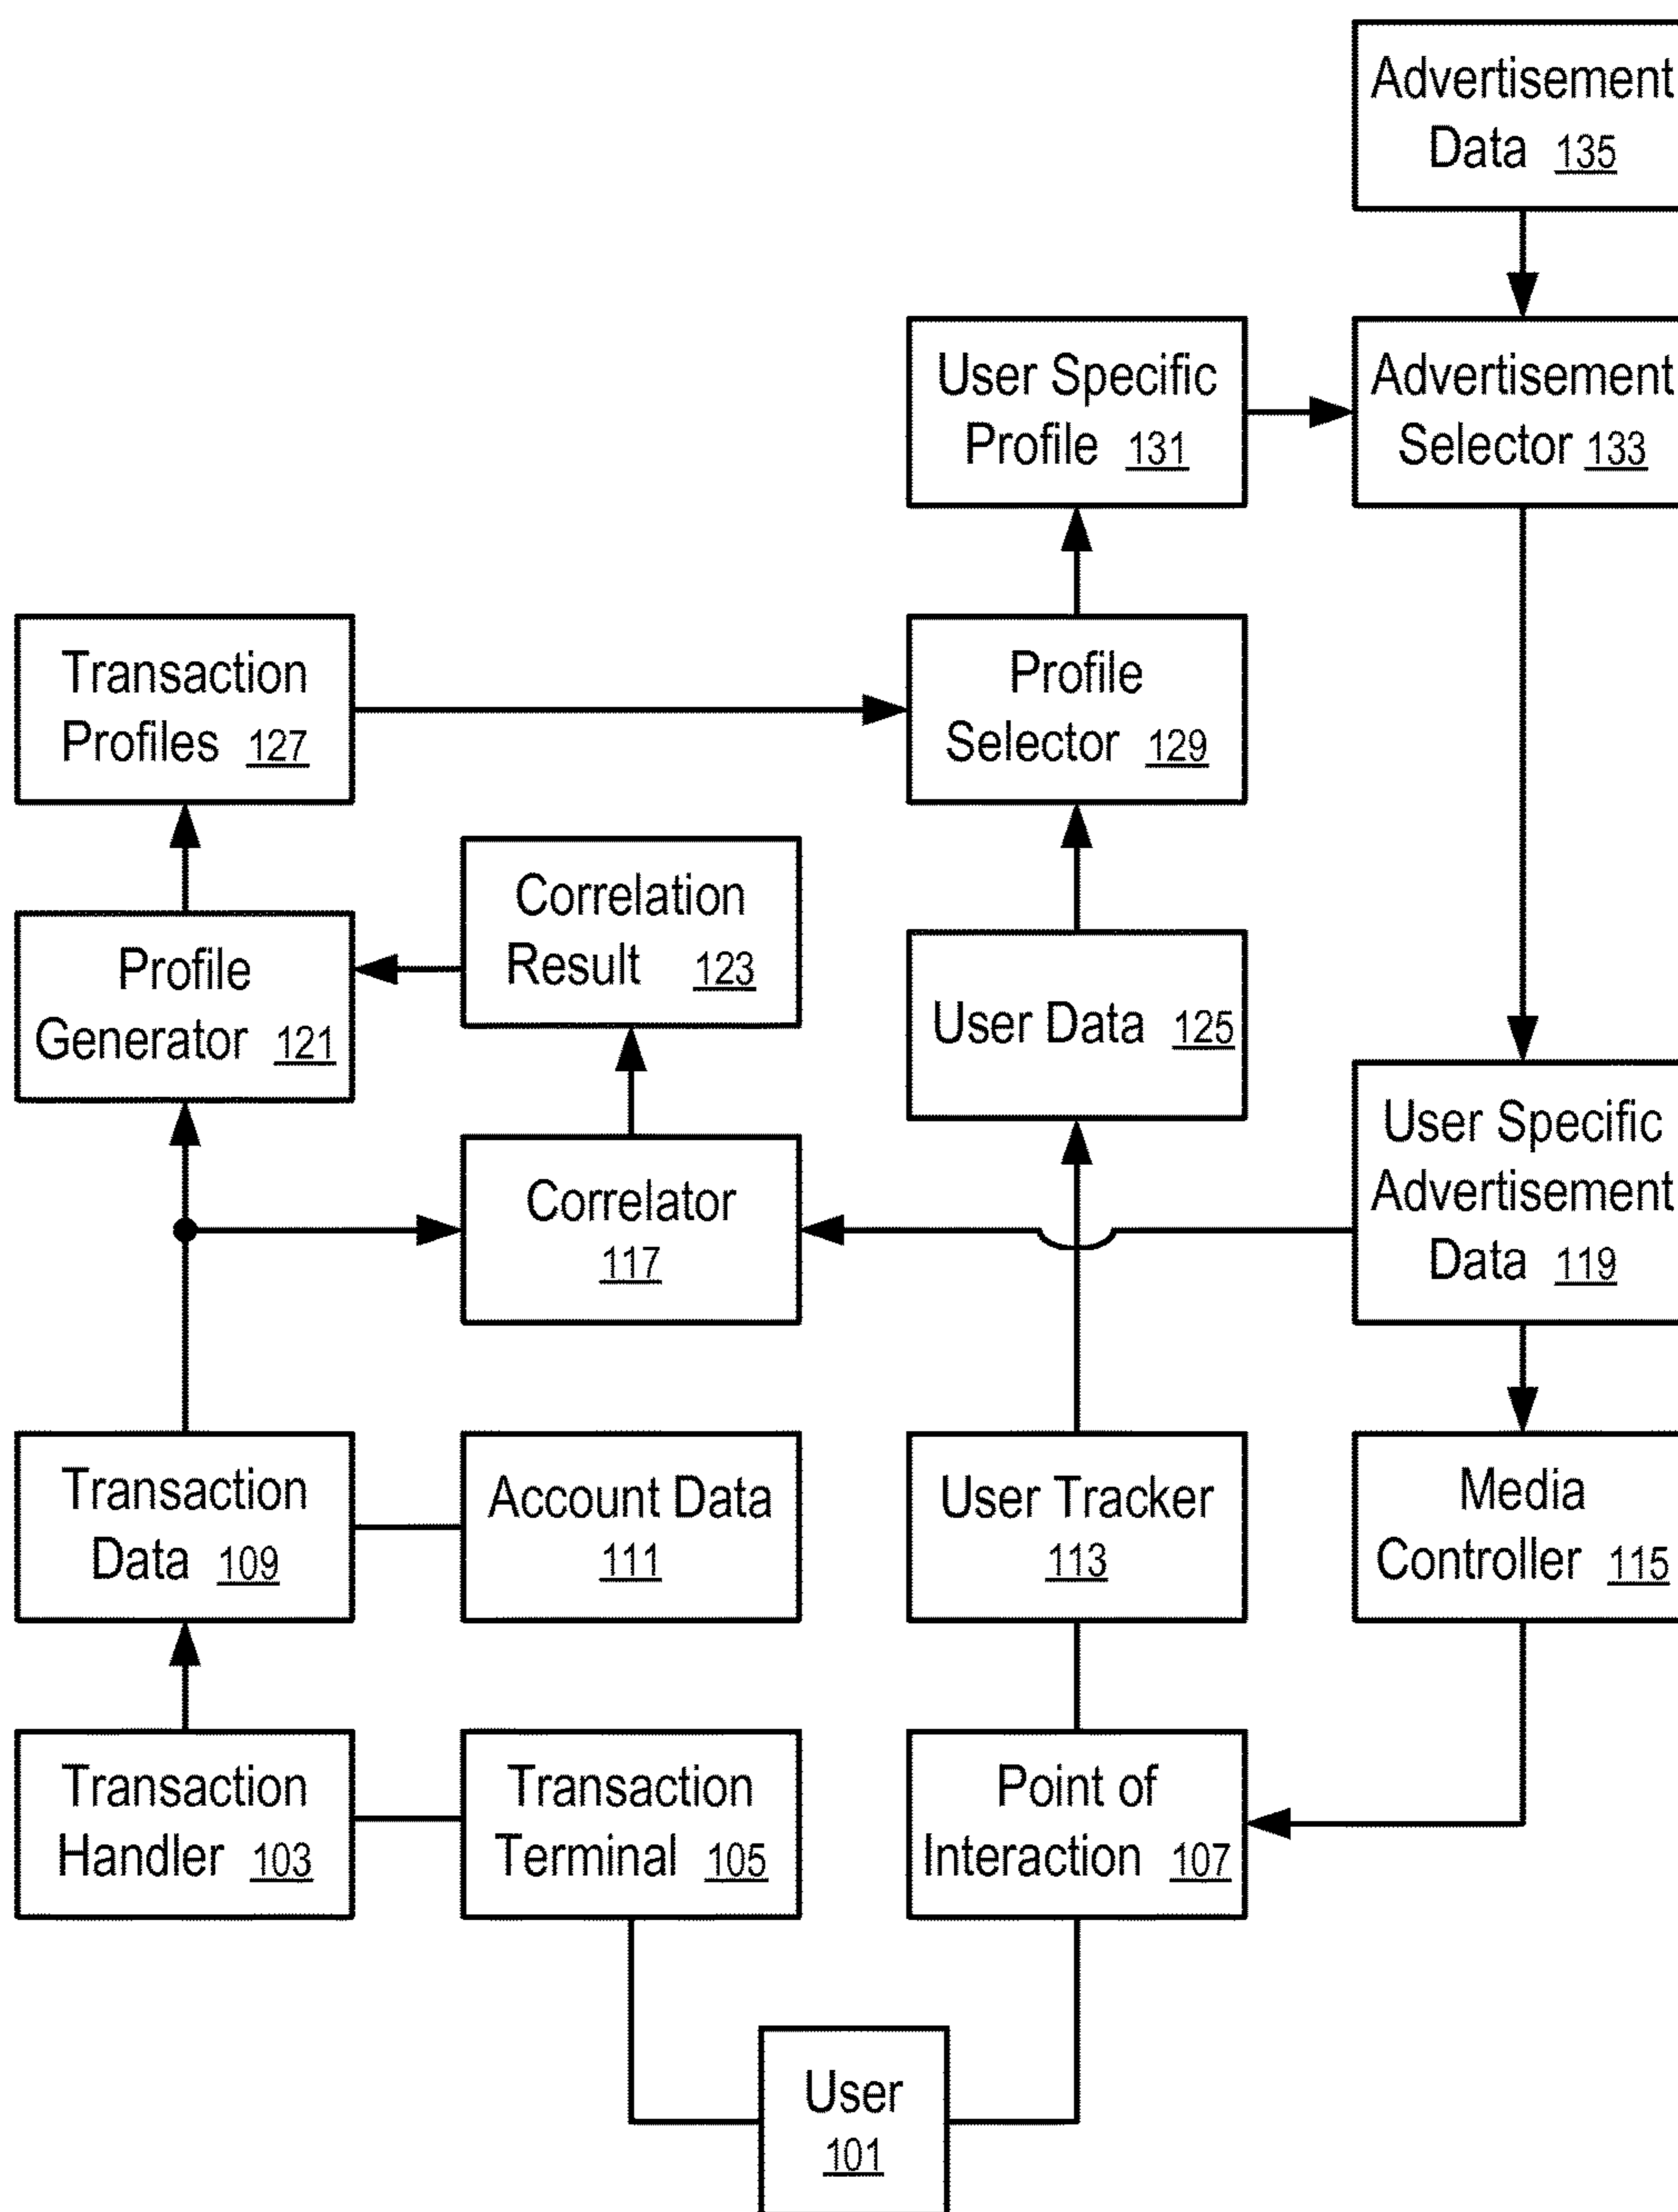 Advertisement
Data 135
User Specific
Profile 131
Advertisement
Selector 133
Transaction
Profiles 127
Profile
Selector 129
Correlation
Result 123
Profile
Generator 121
User Data 125
User Specific
Advertisement
Data 119
Correlator
117
Transaction
Data 109
Account Data
111
User Tracker
113
Media
Controller 115
Transaction
Handler 103
Transaction
Terminal 105
Point of
Interaction 107
User
101